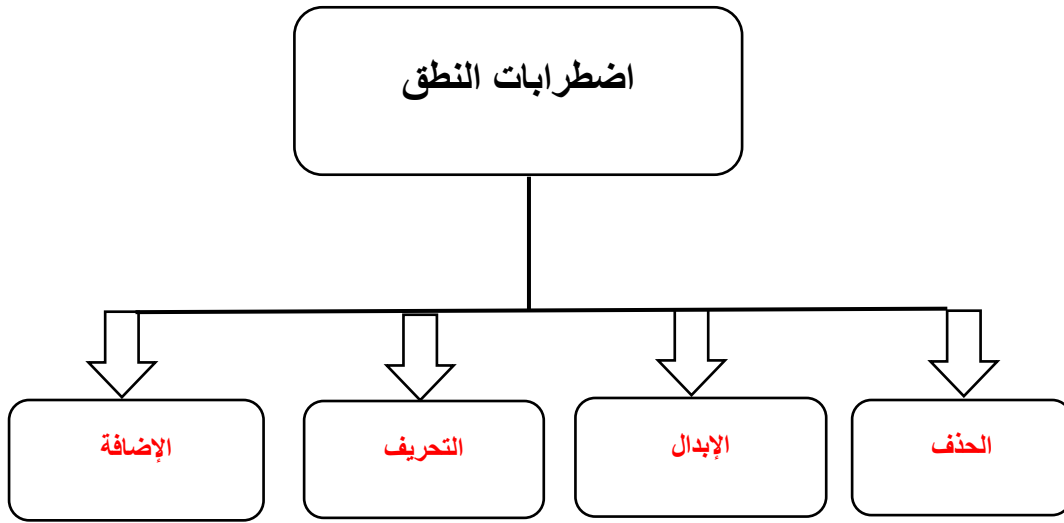 اضطرابات النطق
الحذف
الإبدال
التحريف
الإضافة